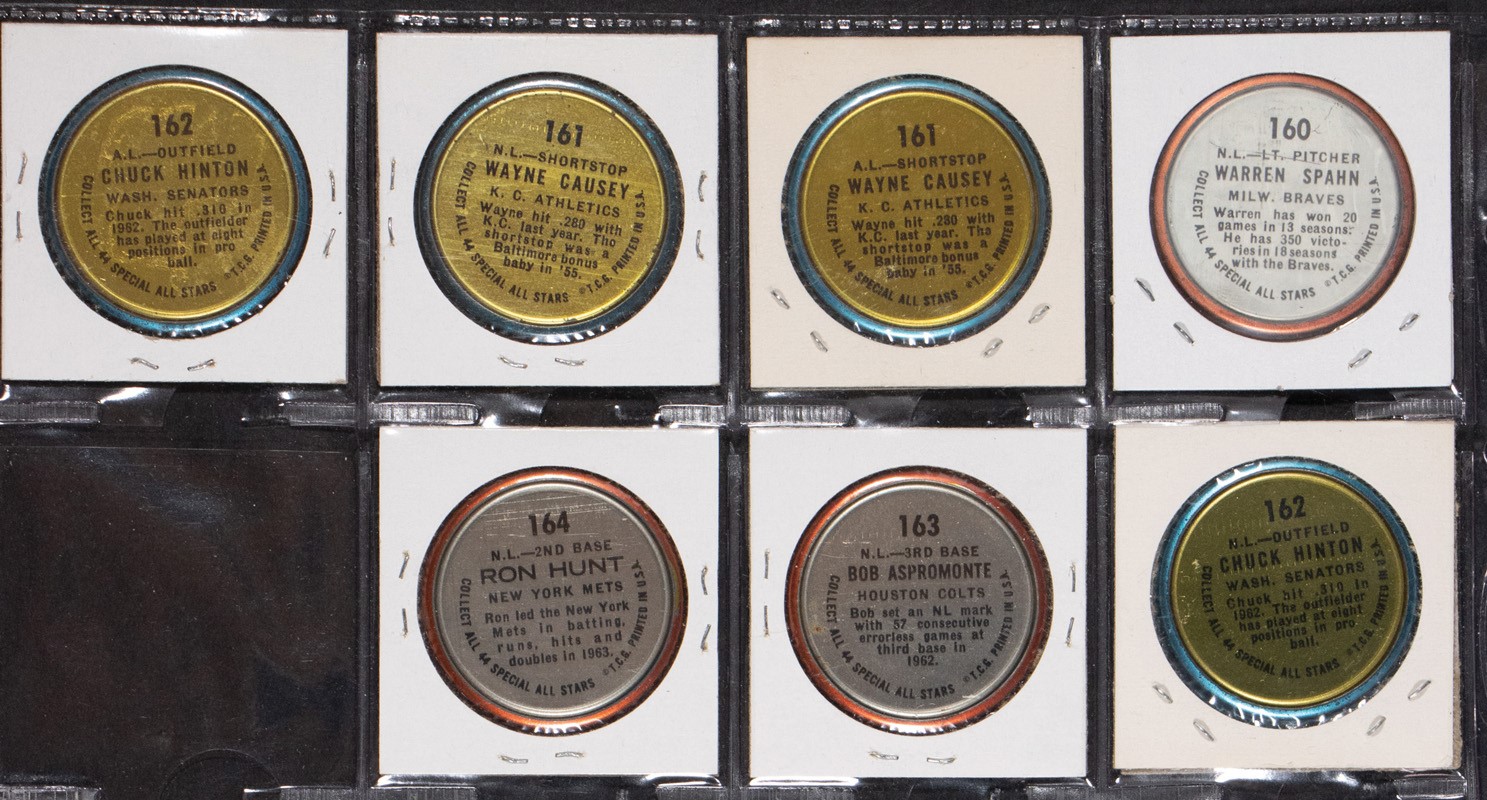 162
A.L.—OUTFIELD
CHUCK HINTON
WASH. SENATORS
Chuck hit .310 in
1962. The outfielder
has played at eight
positions in pro
ball.
COLLECT ALL 44 SPECIAL ALL STARS ©T.C.G. PRINTED IN U.S.A.
161
N.L.—SHORTSTOP
WAYNE CAUSEY
K. C. ATHLETICS
Wayne hit .280 with
K.C. last year. The
shortstop was a
Baltimore bonus
baby in '55.
COLLECT ALL 44 SPECIAL ALL STARS ©T.C.G. PRINTED IN U.S.A.
161
A.L.—SHORTSTOP
WAYNE CAUSEY
K. C. ATHLETICS
Wayne hit .280 with
K.C. last year. The
shortstop was a
Baltimore bonus
baby in '55.
COLLECT ALL 44 SPECIAL ALL STARS ©T.C.G. PRINTED IN U.S.A.
160
N.L.—LT. PITCHER
WARREN SPAHN
MILW. BRAVES
Warren has won 20
games in 13 seasons.
He has 350 victo-
ries in 18 seasons
with the Braves.
COLLECT ALL 44 SPECIAL ALL STARS ©T.C.G. PRINTED IN U.S.A.
164
N.L.—2ND BASE
RON HUNT
NEW YORK METS
Ron led the New York
Mets in batting,
runs, hits and
doubles in 1963.
COLLECT ALL 44 SPECIAL ALL STARS ©T.C.G. PRINTED IN U.S.A.
163
N.L.—3RD BASE
BOB ASPROMONTE
HOUSTON COLTS
Bob set an NL mark
with 57 consecutive
errorless games at
third base in
1962.
COLLECT ALL 44 SPECIAL ALL STARS ©T.C.G. PRINTED IN U.S.A.
162
N.L.—OUTFIELD
CHUCK HINTON
WASH. SENATORS
Chuck hit .310 in
1962. The outfielder
has played at eight
positions in pro
ball.
COLLECT ALL 44 SPECIAL ALL STARS ©T.C.G. PRINTED IN U.S.A.